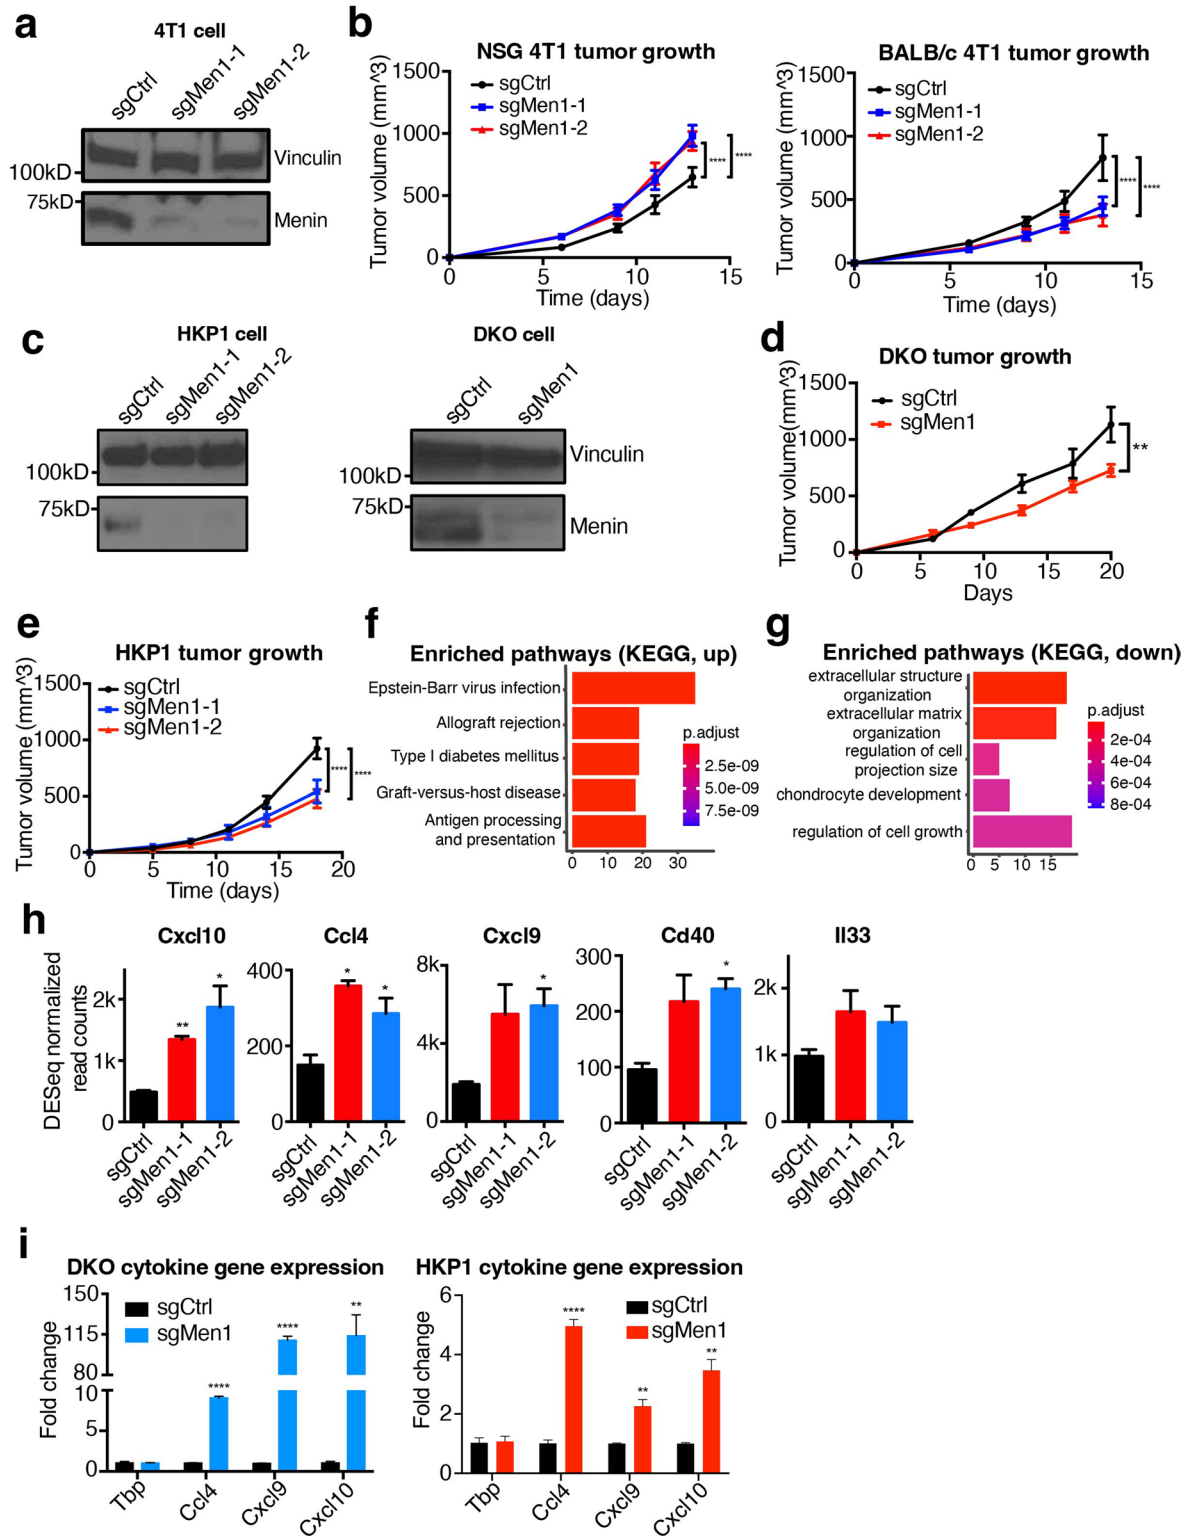 a
4T1 cell
sgCtrl
sgMen1-1
sgMen1-2
100kD
Vinculin
75kD
Menin
b
NSG 4T1 tumor growth
Tumor volume (mm^3)
1500
1000
500
0
sgCtrl
sgMen1-1
sgMen1-2
****
****
0
5
10
15
Time (days)
BALB/c 4T1 tumor growth
Tumor volume (mm^3)
1500
1000
500
0
sgCtrl
sgMen1-1
sgMen1-2
****
****
0
5
10
15
Time (days)
c
HKP1 cell
sgCtrl
sgMen1-1
sgMen1-2
100kD
75kD
DKO cell
sgCtrl
sgMen1
100kD
Vinculin
75kD
Menin
d
DKO tumor growth
Tumor volume(mm^3)
1500
1000
500
0
sgCtrl
sgMen1
**
0
5
10
15
20
Days
e
HKP1 tumor growth
Tumor volume (mm^3)
1500
1000
500
0
sgCtrl
sgMen1-1
sgMen1-2
****
****
0
5
10
15
20
Time (days)
f
Enriched pathways (KEGG, up)
Epstein-Barr virus infection
Allograft rejection
Type I diabetes mellitus
Graft-versus-host disease
Antigen processing
and presentation
0
10
20
30
p.adjust
2.5e-09
5.0e-09
7.5e-09
g
Enriched pathways (KEGG, down)
extracellular structure
organization
extracellular matrix
organization
regulation of cell
projection size
chondrocyte development
regulation of cell growth
0
5
10
15
p.adjust
2e-04
4e-04
6e-04
8e-04
h
DESeq normalized
read counts
Cxcl10
2k
1k
0
**
*
sgCtrl
sgMen1-1
sgMen1-2
Ccl4
400
200
0
*
*
sgCtrl
sgMen1-1
sgMen1-2
Cxcl9
8k
4k
0
*
sgCtrl
sgMen1-1
sgMen1-2
Cd40
300
200
100
0
*
sgCtrl
sgMen1-1
sgMen1-2
Il33
2k
1k
0
sgCtrl
sgMen1-1
sgMen1-2
i
DKO cytokine gene expression
Fold change
150
115
80
10
5
0
sgCtrl
sgMen1
****
****
**
Tbp
Ccl4
Cxcl9
Cxcl10
HKP1 cytokine gene expression
Fold change
6
4
2
0
sgCtrl
sgMen1
****
**
**
Tbp
Ccl4
Cxcl9
Cxcl10